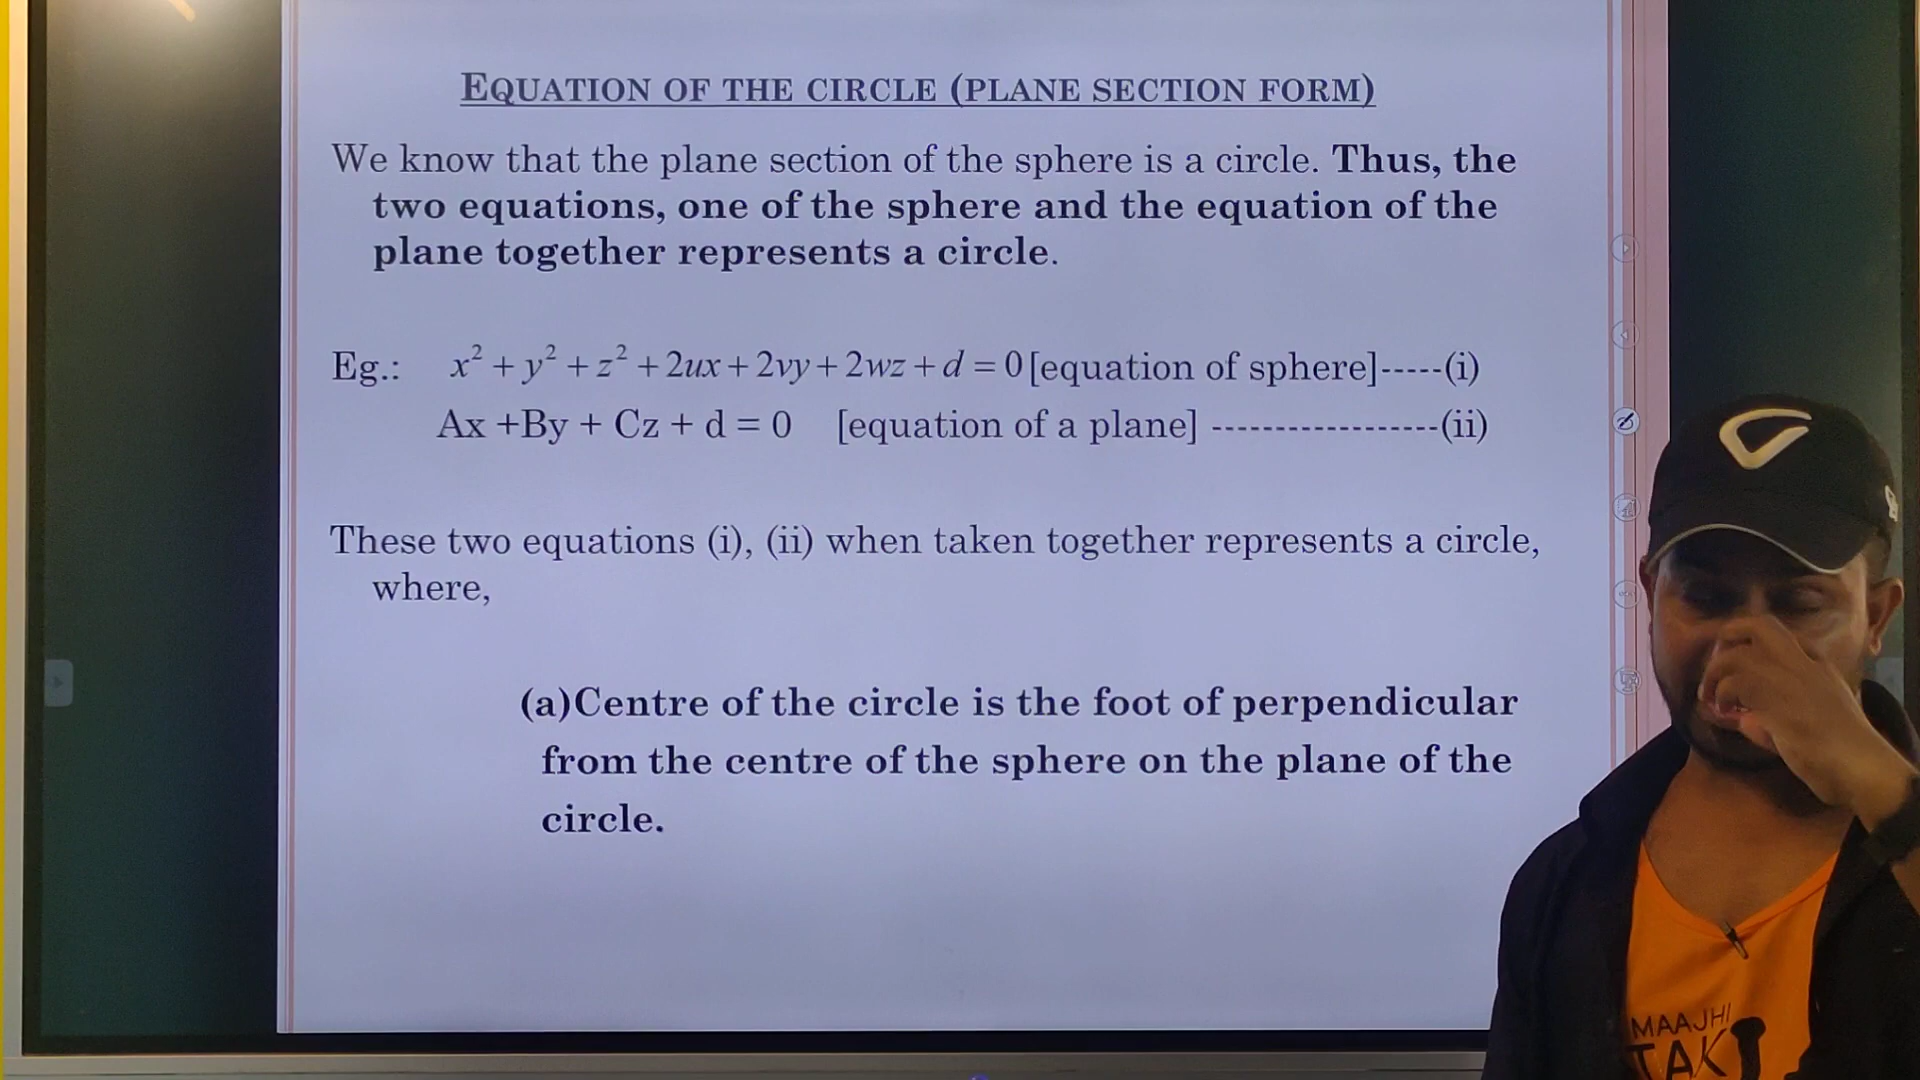 EQUATION OF THE CIRCLE (PLANE SECTION FORM)
We know that the plane section of the sphere is a circle. Thus, the
two equations, one of the sphere and the equation of the
plane together represents a circle.
Eg.: x² + y² + z² + 2ux + 2vy + 2wz + d = 0 [equation of sphere]-----(i)
Ax +By + Cz + d = 0 [equation of a plane] ------------------(ii)
These two equations (i), (ii) when taken together represents a circle,
where,
(a)Centre of the circle is the foot of perpendicular
from the centre of the sphere on the plane of the
circle.
MAAJHI
TAK